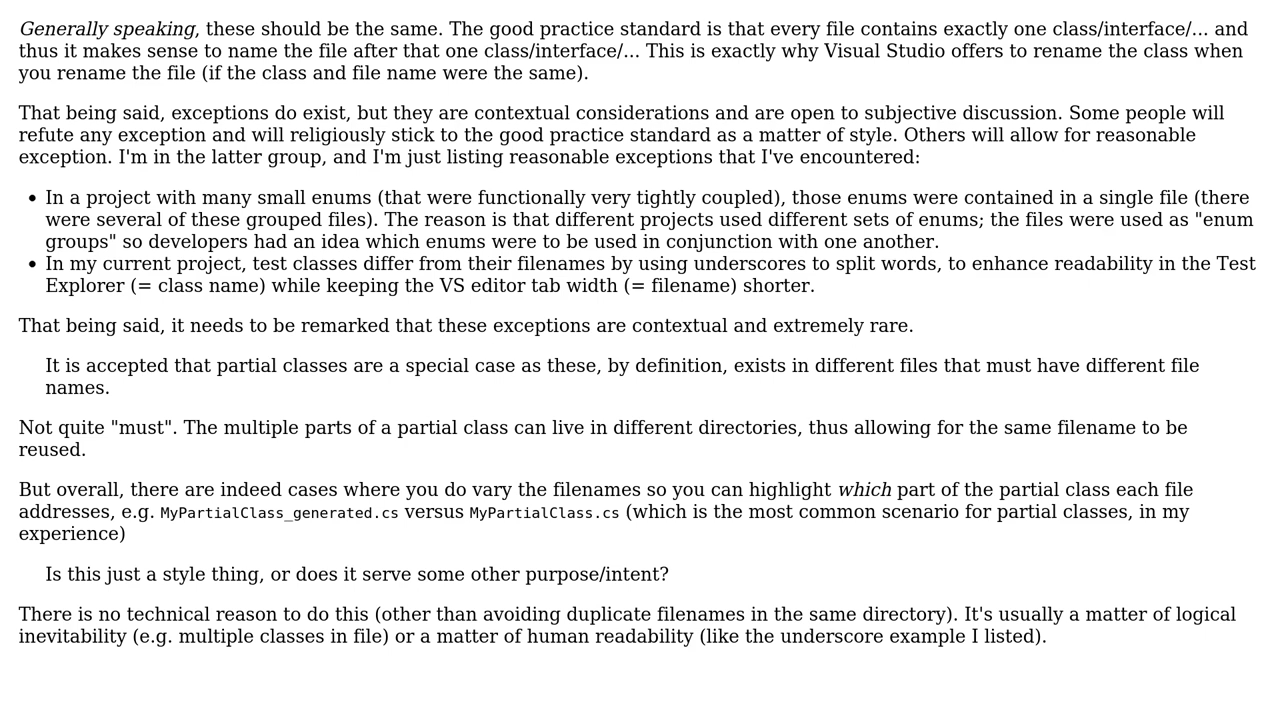 Generally speaking, these should be the same. The good practice standard is that every file contains exactly one class/interface/... and
thus it makes sense to name the file after that one class/interface/... This is exactly why Visual Studio offers to rename the class when
you rename the file (if the class and file name were the same).
That being said, exceptions do exist, but they are contextual considerations and are open to subjective discussion. Some people will
refute any exception and will religiously stick to the good practice standard as a matter of style. Others will allow for reasonable
exception. I'm in the latter group, and I'm just listing reasonable exceptions that I've encountered:
• In a project with many small enums (that were functionally very tightly coupled), those enums were contained in a single file (there
were several of these grouped files). The reason is that different projects used different sets of enums; the files were used as "enum
groups" so developers had an idea which enums were to be used in conjunction with one another.
• In my current project, test classes differ from their filenames by using underscores to split words, to enhance readability in the Test
Explorer (= class name) while keeping the VS editor tab width (= filename) shorter.
That being said, it needs to be remarked that these exceptions are contextual and extremely rare.
It is accepted that partial classes are a special case as these, by definition, exists in different files that must have different file
names.
Not quite "must". The multiple parts of a partial class can live in different directories, thus allowing for the same filename to be
reused.
But overall, there are indeed cases where you do vary the filenames so you can highlight which part of the partial class each file
addresses, e.g. MyPartialClass_generated.cs versus MyPartialClass.cs (which is the most common scenario for partial classes, in my
experience)
Is this just a style thing, or does it serve some other purpose/intent?
There is no technical reason to do this (other than avoiding duplicate filenames in the same directory). It's usually a matter of logical
inevitability (e.g. multiple classes in file) or a matter of human readability (like the underscore example I listed).